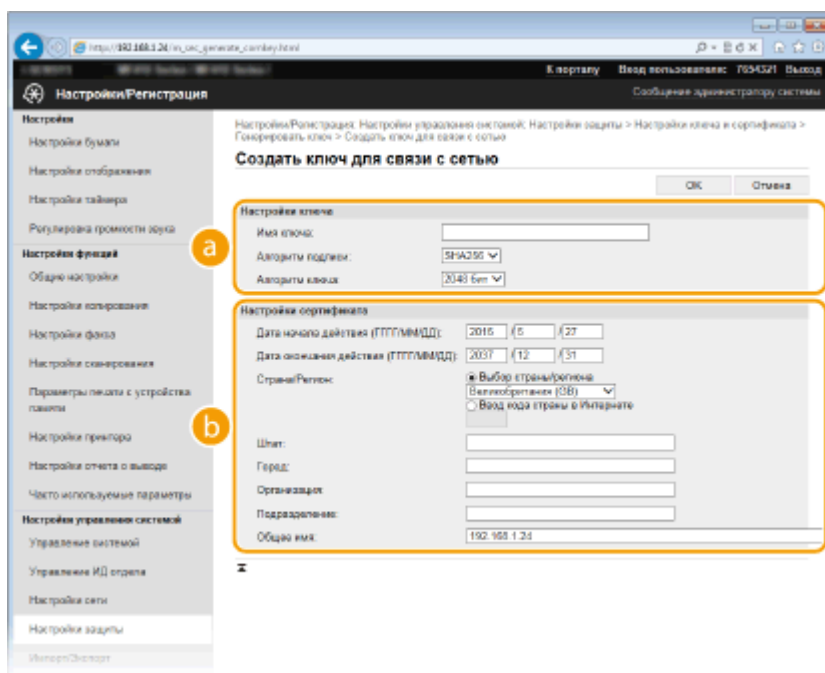 http://192.168.1.24/m_sec_generate_comkey.html
К порталу Вход пользователя: 7654321 Выход
Настройки/Регистрация
Сообщение администратору системы
Настройки
Настройки бумаги
Настройки отображения
Настройки таймера
Регулировка громкости звука
Настройки функций
Общие настройки
Настройки копирования
Настройки факса
Настройки сканирования
Параметры печати с устройства памяти
Настройки принтера
Настройки отчета о выводе
Часто используемые параметры
Настройки управления системой
Управление системой
Управление ИД отдела
Настройки сети
Настройки защиты
Импорт/Экспорт
Настройки/Регистрация: Настройки управления системой: Настройки защиты > Настройки ключа и сертификата >
Генерировать ключ > Создать ключ для связи с сетью
Создать ключ для связи с сетью
OK Отмена
a
Настройки ключа
Имя ключа:
Алгоритм подписи: SHA256
Алгоритм ключа: 2048 бит
b
Настройки сертификата
Дата начала действия (ГГГГ/ММ/ДД): 2015 /5 /27
Дата окончания действия (ГГГГ/ММ/ДД): 2037 /12 /31
Страна/Регион: Выбор страны/региона
Великобритания (GB)
Ввод кода страны в Интернете
Штат:
Город:
Организация:
Подразделение:
Общее имя: 192.168.1.24